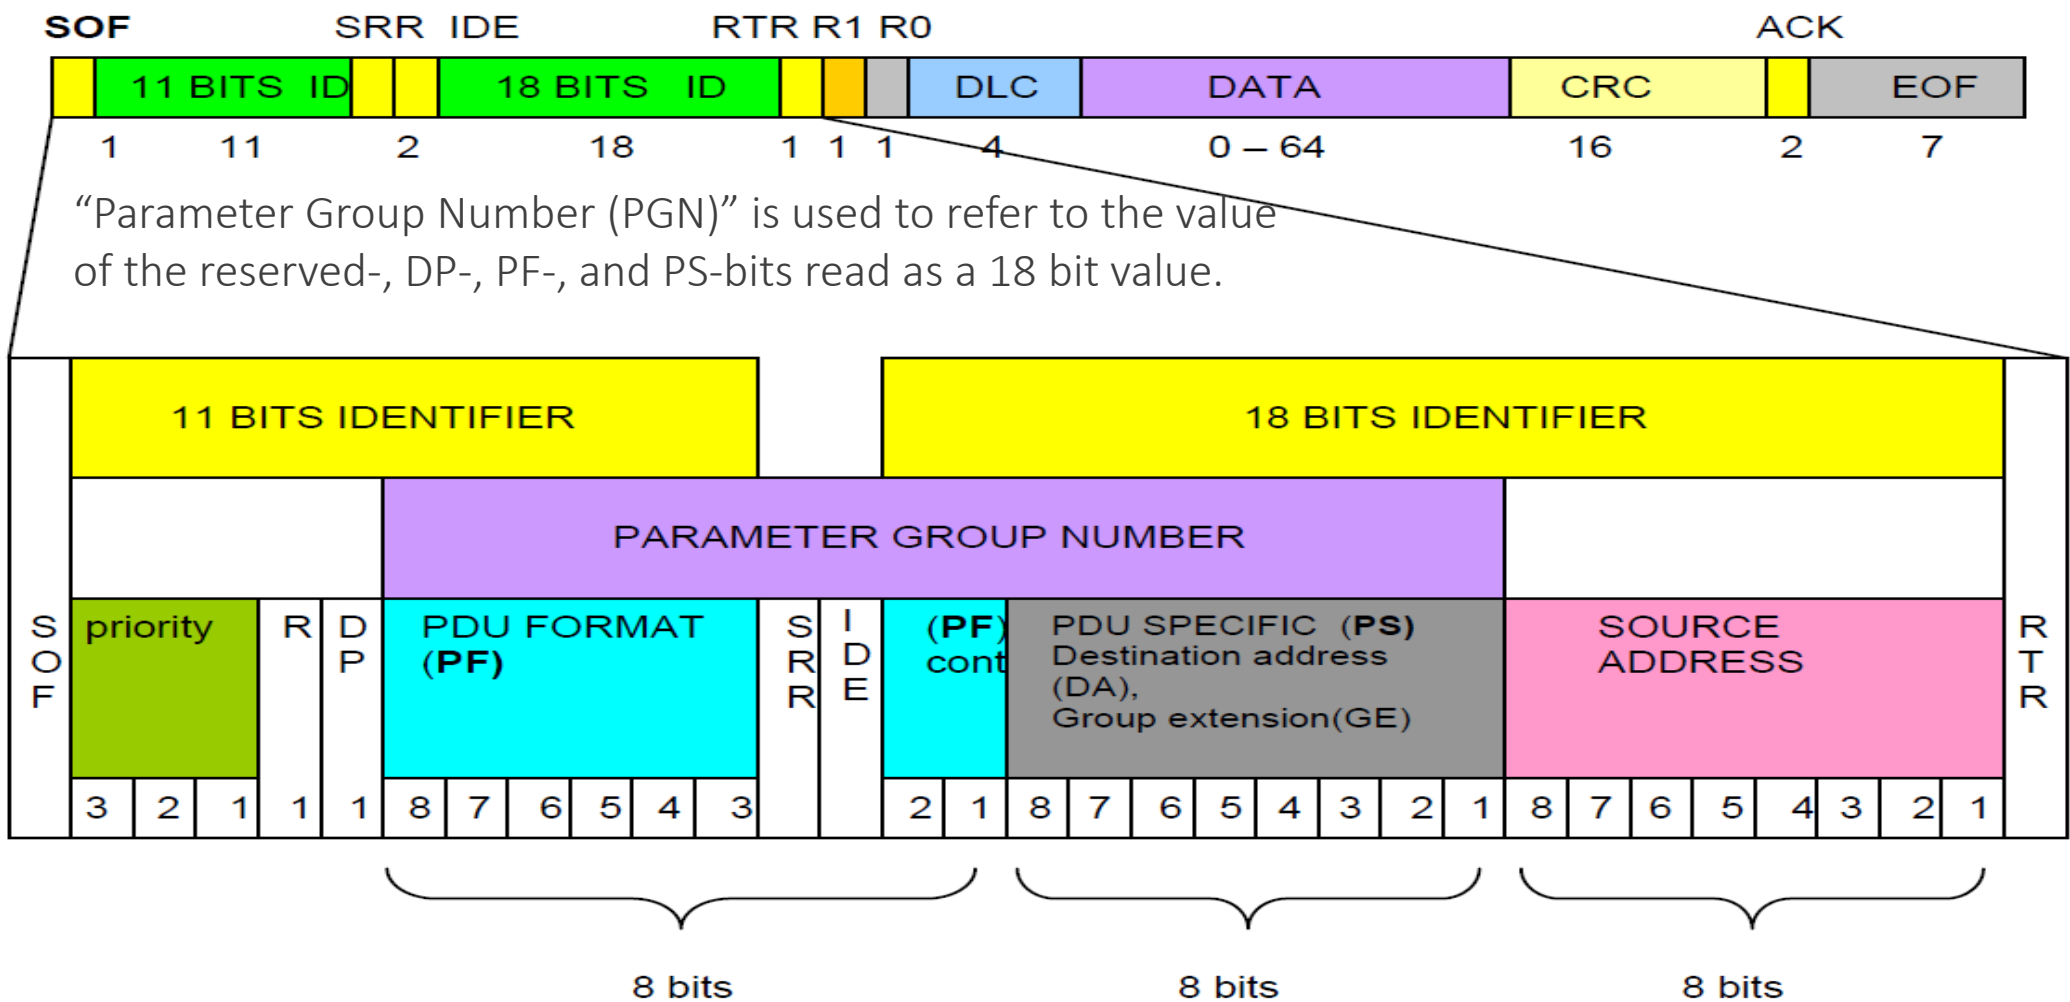 SOF SRR IDE RTR R1 R0 ACK
11 BITS ID 18 BITS ID DLC DATA CRC EOF
1 11 2 18 1 1 1 4 0 – 64 16 2 7
“Parameter Group Number (PGN)” is used to refer to the value
of the reserved-, DP-, PF-, and PS-bits read as a 18 bit value.
11 BITS IDENTIFIER 18 BITS IDENTIFIER
PARAMETER GROUP NUMBER
SOF
priority
R
DP
PDU FORMAT
(PF)
SRR
IDE
(PF)
cont
PDU SPECIFIC (PS)
Destination address
(DA),
Group extension(GE)
SOURCE
ADDRESS
RTR
3 2 1 1 1 8 7 6 5 4 3 2 1 8 7 6 5 4 3 2 1 8 7 6 5 4 3 2 1
8 bits 8 bits 8 bits